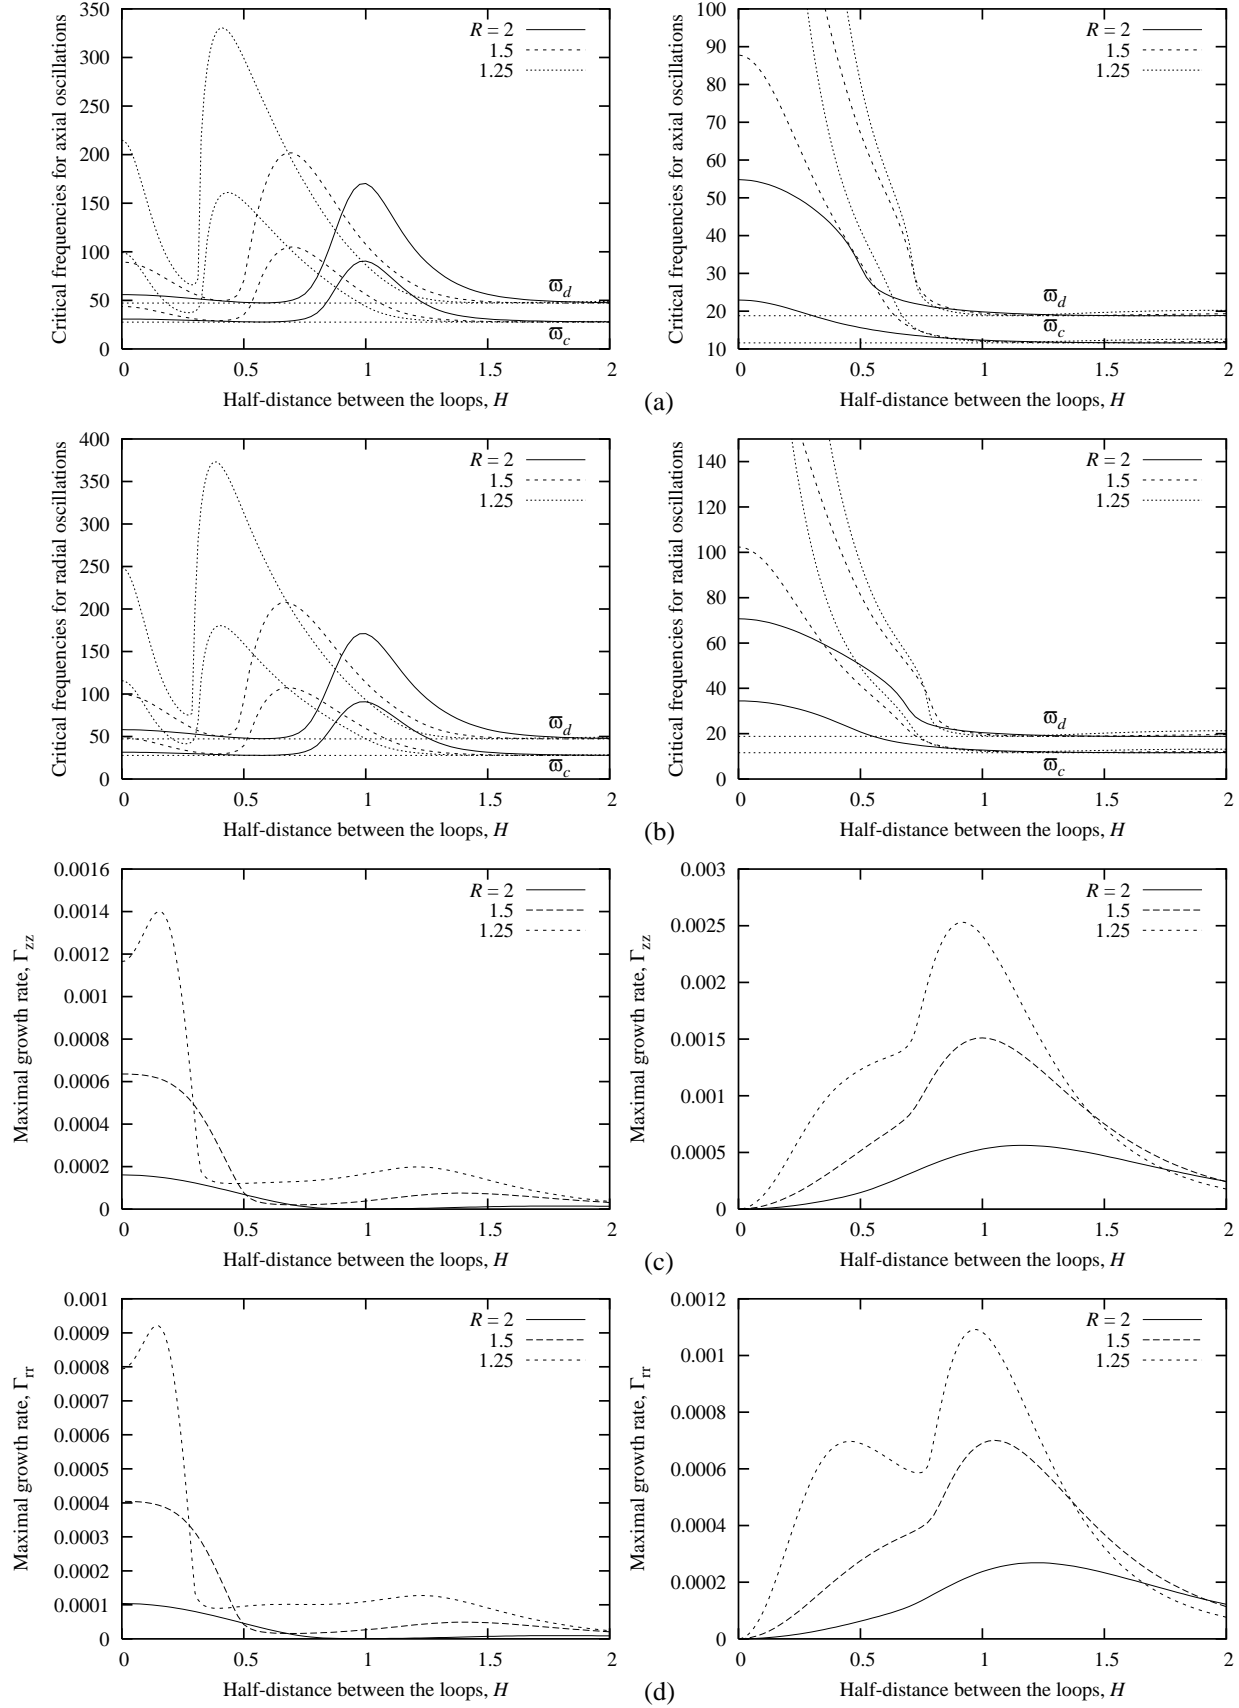 Critical frequencies for axial oscillations
350
300
250
200
150
100
50
0
R = 2
1.5
1.25
ϖd
ϖc
0 0.5 1 1.5 2
Half-distance between the loops, H
Critical frequencies for axial oscillations
100
90
80
70
60
50
40
30
20
10
R = 2
1.5
1.25
ϖd
ϖc
0 0.5 1 1.5 2
Half-distance between the loops, H
(a)
Critical frequencies for radial oscillations
400
350
300
250
200
150
100
50
0
R = 2
1.5
1.25
ϖd
ϖc
0 0.5 1 1.5 2
Half-distance between the loops, H
Critical frequencies for radial oscillations
140
120
100
80
60
40
20
0
R = 2
1.5
1.25
ϖd
ϖc
0 0.5 1 1.5 2
Half-distance between the loops, H
(b)
Maximal growth rate, Γzz
0.0016
0.0014
0.0012
0.001
0.0008
0.0006
0.0004
0.0002
0
R = 2
1.5
1.25
0 0.5 1 1.5 2
Half-distance between the loops, H
Maximal growth rate, Γzz
0.003
0.0025
0.002
0.0015
0.001
0.0005
0
R = 2
1.5
1.25
0 0.5 1 1.5 2
Half-distance between the loops, H
(c)
Maximal growth rate, Γrr
0.001
0.0009
0.0008
0.0007
0.0006
0.0005
0.0004
0.0003
0.0002
0.0001
0
R = 2
1.5
1.25
0 0.5 1 1.5 2
Half-distance between the loops, H
Maximal growth rate, Γrr
0.0012
0.001
0.0008
0.0006
0.0004
0.0002
0
R = 2
1.5
1.25
0 0.5 1 1.5 2
Half-distance between the loops, H
(d)